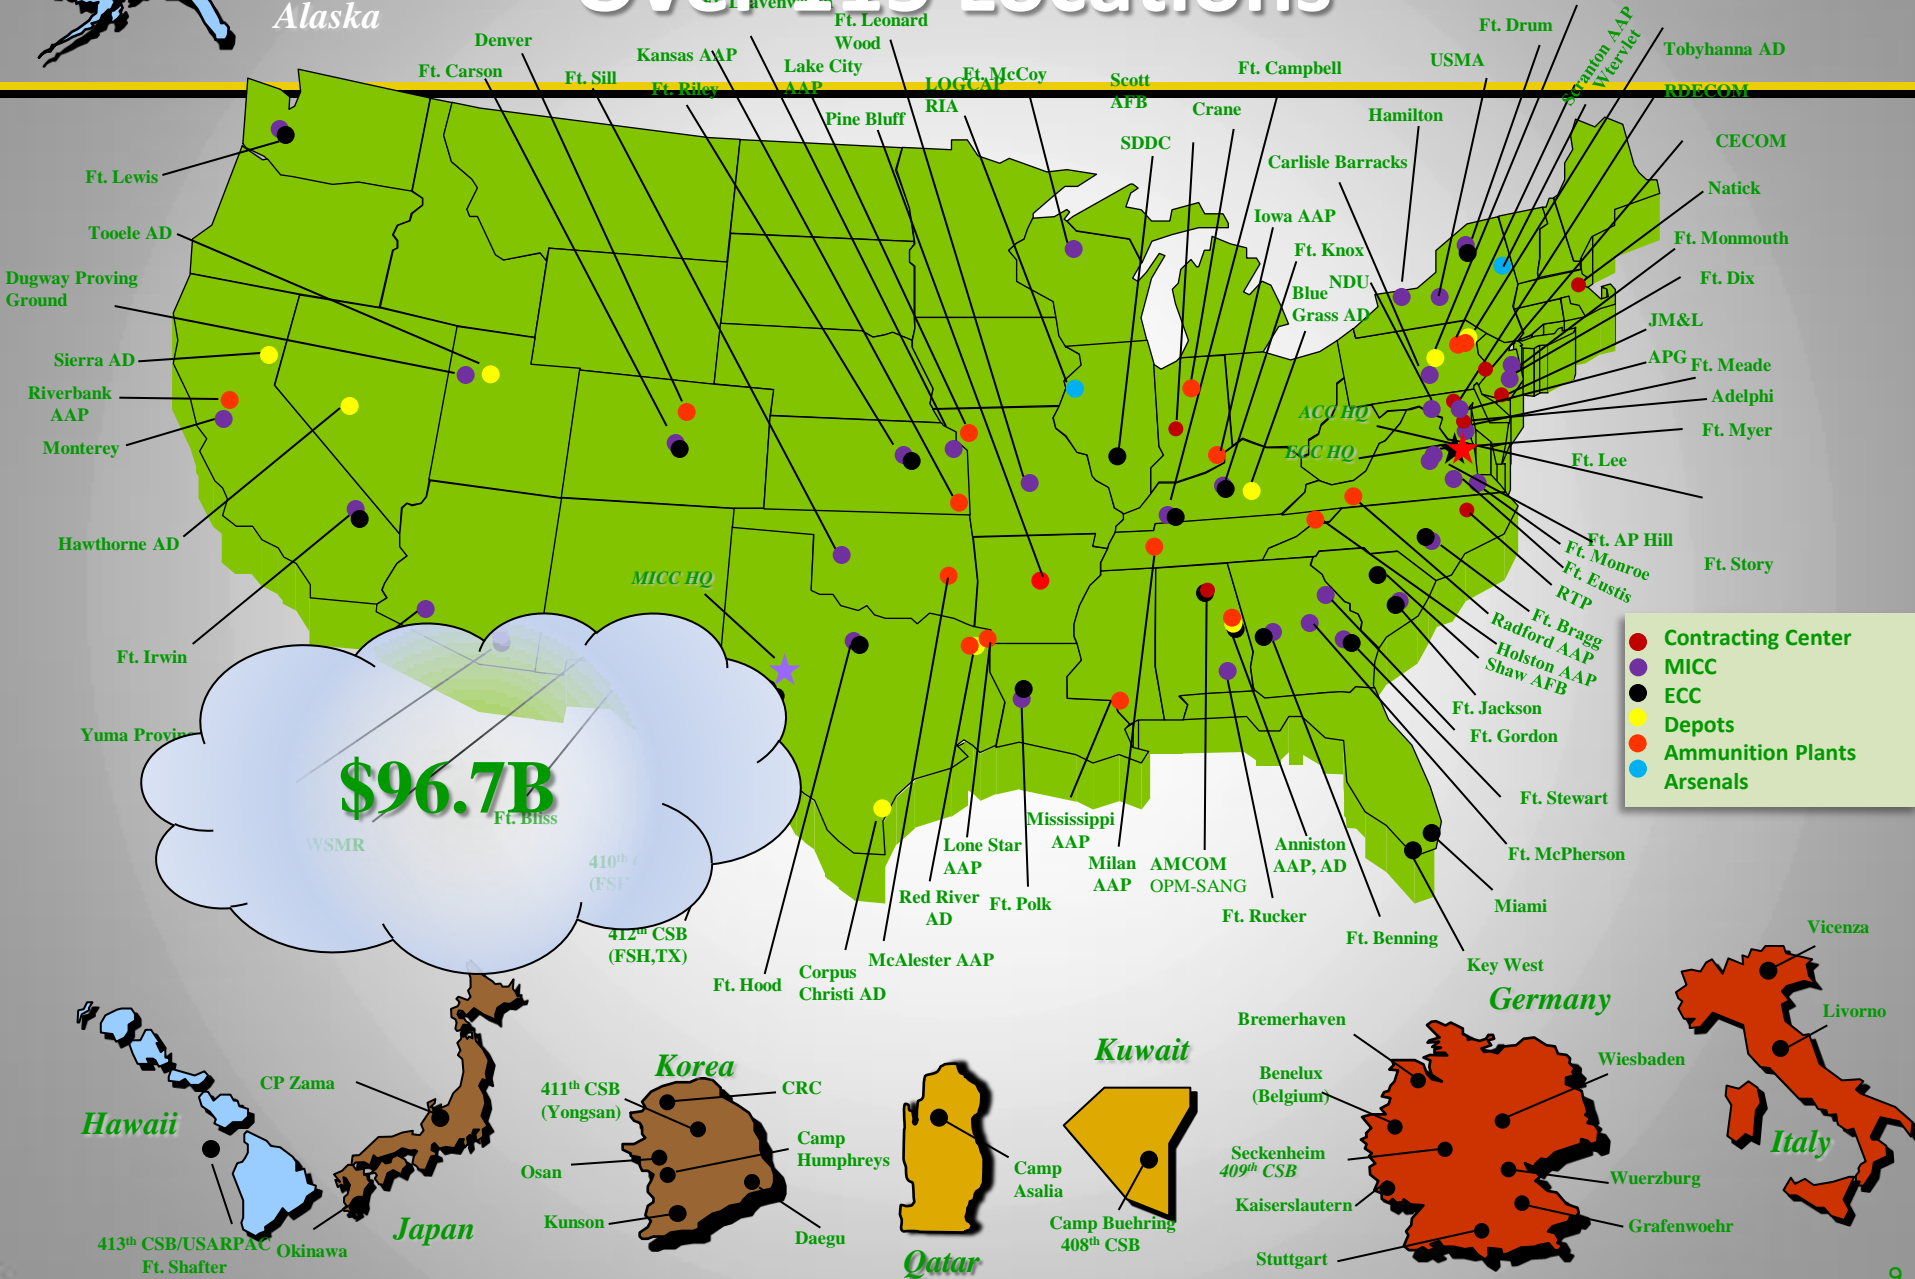 Over 115 Locations
Alaska
Ft. Leonard
Wood
Denver
Ft. Carson
Ft. Sill
Kansas AAP
Ft. Riley
Lake City
AAP
Pine Bluff
LOGCAP
RIA
Ft. McCoy
Scott
AFB
SDDC
Crane
Ft. Campbell
Hamilton
Carlisle Barracks
USMA
Ft. Drum
Scranton AAP
Wtervlet
Tobyhanna AD
RDECOM
CECOM
Natick
Ft. Monmouth
Ft. Dix
JM&L
APG
Ft. Meade
Adelphi
Ft. Myer
Ft. Lee
Iowa AAP
Ft. Knox
NDU
Blue
Grass AD
ACC HQ
ECC HQ
Ft. Lewis
Tooele AD
Dugway Proving
Ground
Sierra AD
Riverbank
AAP
Monterey
Hawthorne AD
Ft. Irwin
MICC HQ
Ft. AP Hill
Ft. Monroe
Ft. Eustis
RTP
Ft. Story
Ft. Bragg
Radford AAP
Holston AAP
Shaw AFB
Ft. Jackson
Ft. Gordon
Ft. Stewart
Ft. McPherson
Contracting Center
MICC
ECC
Depots
Ammunition Plants
Arsenals
$96.7B
Ft. Bliss
WSMR
410th
412th CSB
(FSH,TX)
Ft. Hood
Corpus
Christi AD
McAlester AAP
Red River
AD
Lone Star
AAP
Ft. Polk
Mississippi
AAP
Milan
AAP
AMCOM
OPM-SANG
Anniston
AAP, AD
Ft. Rucker
Ft. Benning
Miami
Key West
Hawaii
413th CSB/USARPAC
Ft. Shafter
CP Zama
Okinawa
Japan
Korea
411th CSB
(Yongsan)
CRC
Osan
Camp
Humphreys
Kunson
Daegu
Qatar
Camp
Asalia
Kuwait
Camp Buehring
408th CSB
Germany
Bremerhaven
Benelux
(Belgium)
Seckenheim
409th CSB
Kaiserslautern
Stuttgart
Wiesbaden
Wuerzburg
Grafenwoehr
Vicenza
Livorno
Italy
9